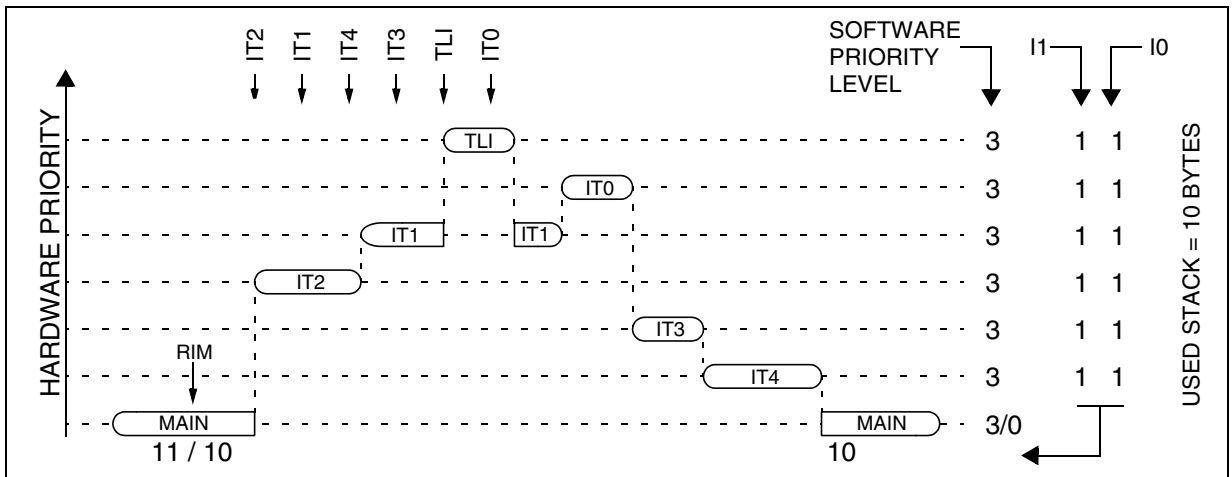 IT2
IT1
IT4
IT3
TLI
IT0
SOFTWARE
PRIORITY
LEVEL
I1
I0
HARDWARE PRIORITY
TLI
3 1 1
IT0
3 1 1
IT1
IT1
3 1 1
IT2
3 1 1
IT3
3 1 1
RIM
IT4
3 1 1
MAIN
MAIN
3/0
11 / 10
10
USED STACK = 10 BYTES